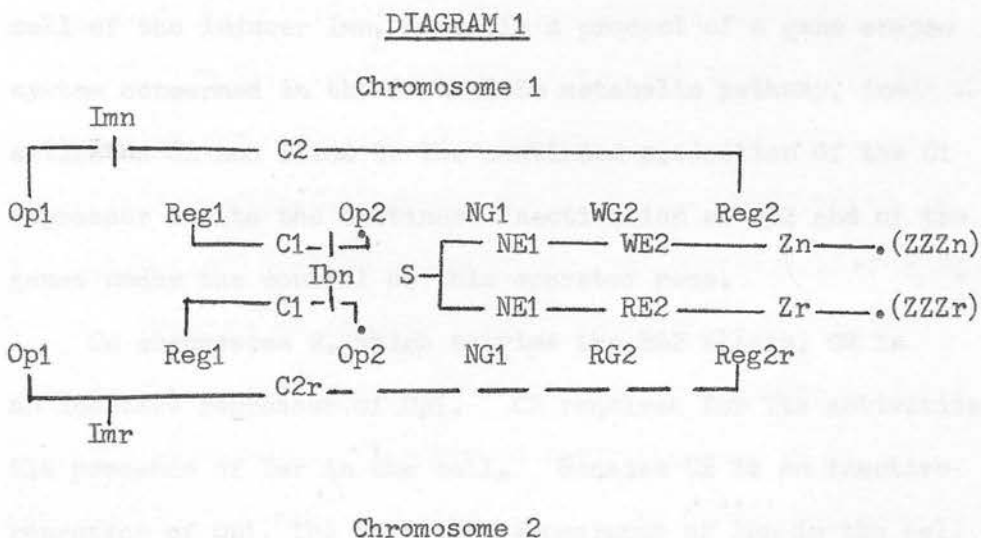 DIAGRAM 1
Chromosome 1
Imn
C2
Op1 Reg1 Op2 NG1 WG2 Reg2
C1 NE1 WE2 Zn (ZZZn)
Ibn S
C1 NE1 RE2 Zr (ZZZr)
Op1 Reg1 Op2 NG1 RG2 Reg2r
C2r
Imr
Chromosome 2